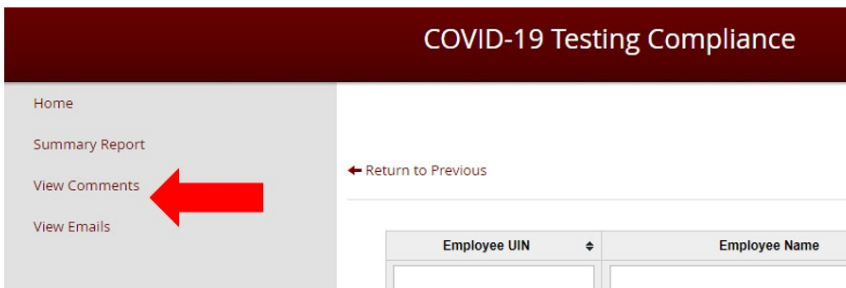 COVID-19 Testing Compliance
Home
Summary Report
View Comments
View Emails
Return to Previous
Employee UIN
Employee Name